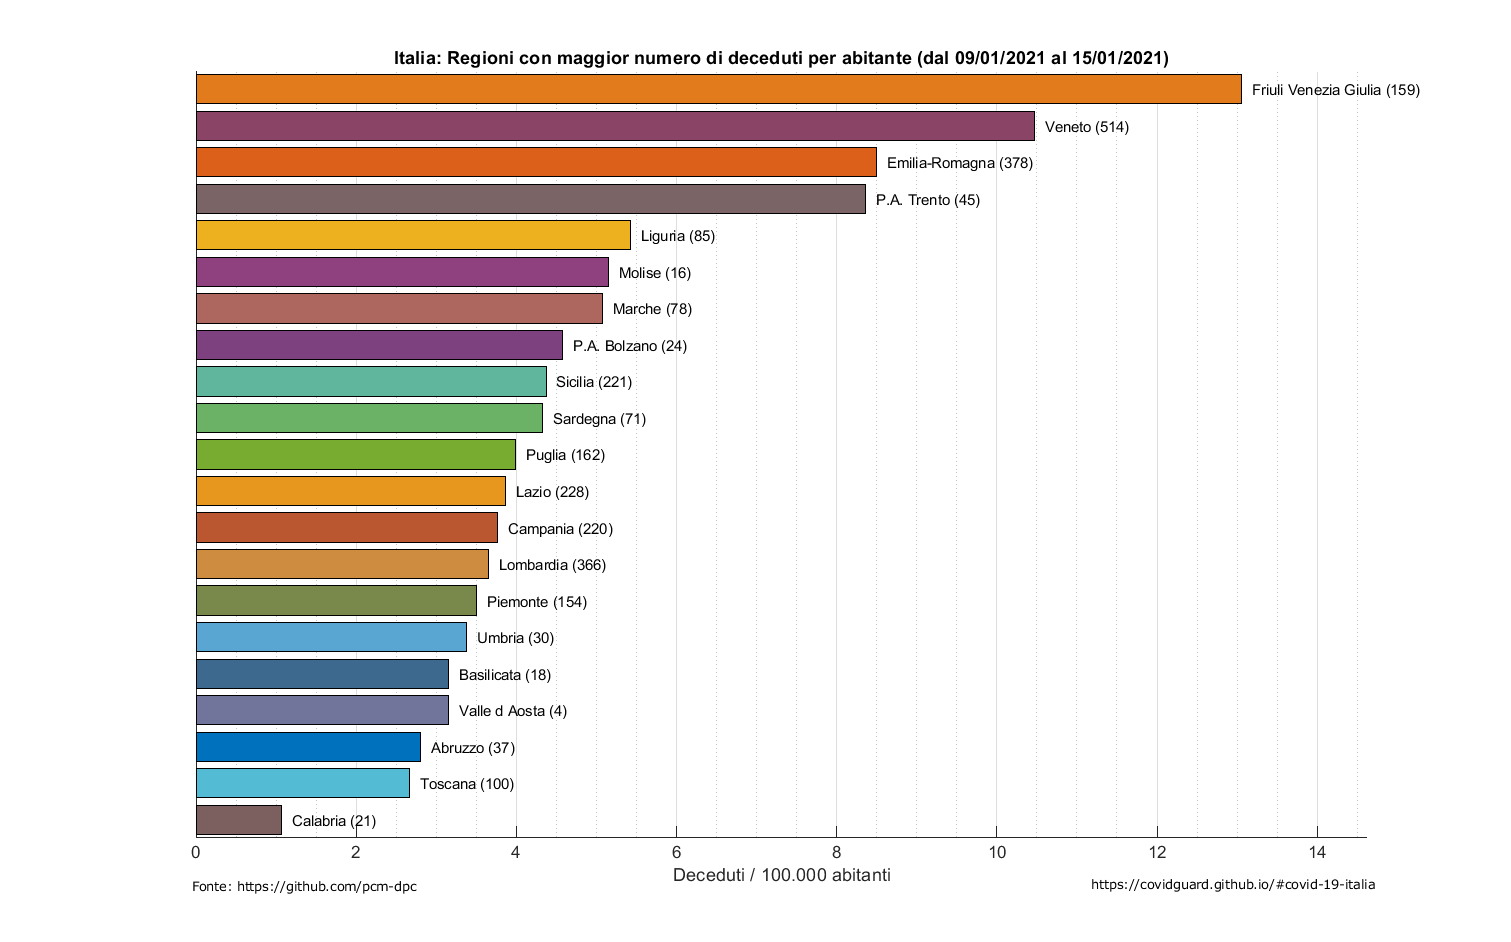 Italia: Regioni con maggior numero di deceduti per abitante (dal 09/01/2021 al 15/01/2021)
Friuli Venezia Giulia (159)
Veneto (514)
Emilia-Romagna (378)
P.A. Trento (45)
Liguria (85)
Molise (16)
Marche (78)
P.A. Bolzano (24)
Sicilia (221)
Sardegna (71)
Puglia (162)
Lazio (228)
Campania (220)
Lombardia (366)
Piemonte (154)
Umbria (30)
Basilicata (18)
Valle d Aosta (4)
Abruzzo (37)
Toscana (100)
Calabria (21)
0 2 4 6 8 10 12 14
Deceduti / 100.000 abitanti
Fonte: https://github.com/pcm-dpc
https://covidguard.github.io/#covid-19-italia